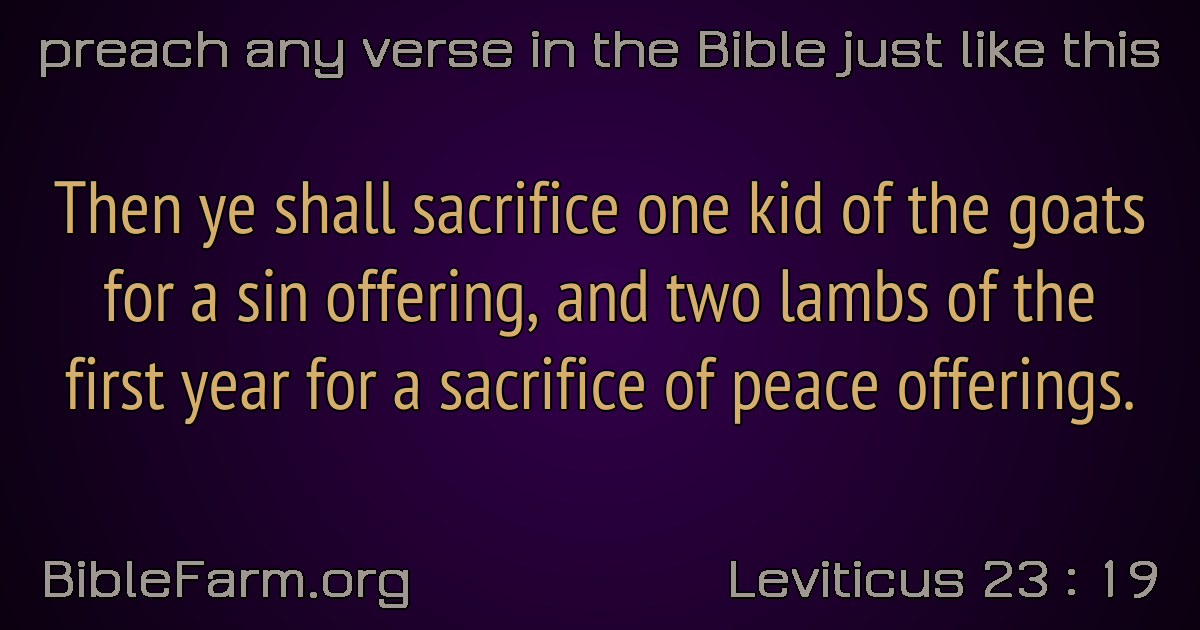 preach any verse in the Bible just like this
Then ye shall sacrifice one kid of the goats
for a sin offering, and two lambs of the
first year for a sacrifice of peace offerings.
BibleFarm.org
Leviticus 23 : 19